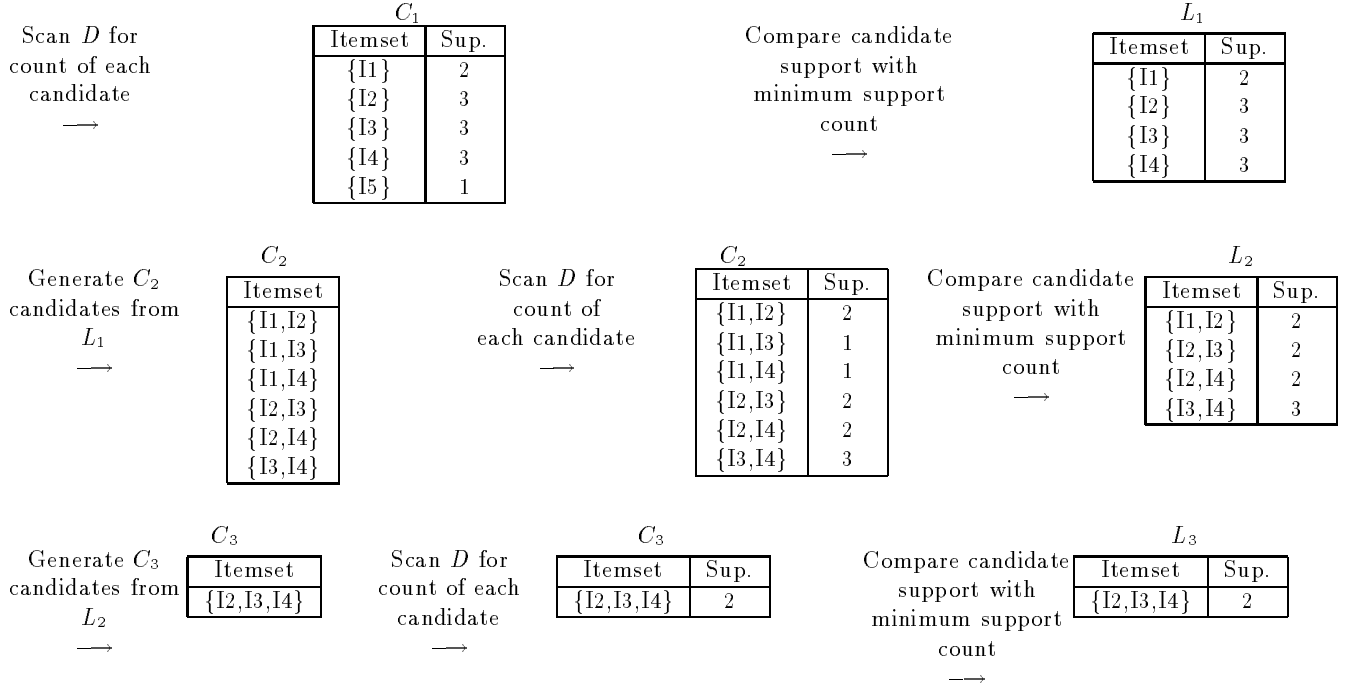 Scan D for
count of each
candidate
⟶
C₁
Itemset Sup.
{I1} 2
{I2} 3
{I3} 3
{I4} 3
{I5} 1
Compare candidate
support with
minimum support
count
⟶
L₁
Itemset Sup.
{I1} 2
{I2} 3
{I3} 3
{I4} 3
Generate C₂
candidates from
L₁
⟶
C₂
Itemset
{I1,I2}
{I1,I3}
{I1,I4}
{I2,I3}
{I2,I4}
{I3,I4}
Scan D for
count of
each candidate
⟶
C₂
Itemset Sup.
{I1,I2} 2
{I1,I3} 1
{I1,I4} 1
{I2,I3} 2
{I2,I4} 2
{I3,I4} 3
Compare candidate
support with
minimum support
count
⟶
L₂
Itemset Sup.
{I1,I2} 2
{I2,I3} 2
{I2,I4} 2
{I3,I4} 3
Generate C₃
candidates from
L₂
⟶
C₃
Itemset
{I2,I3,I4}
Scan D for
count of each
candidate
⟶
C₃
Itemset Sup.
{I2,I3,I4} 2
Compare candidate
support with
minimum support
count
⟶
L₃
Itemset Sup.
{I2,I3,I4} 2